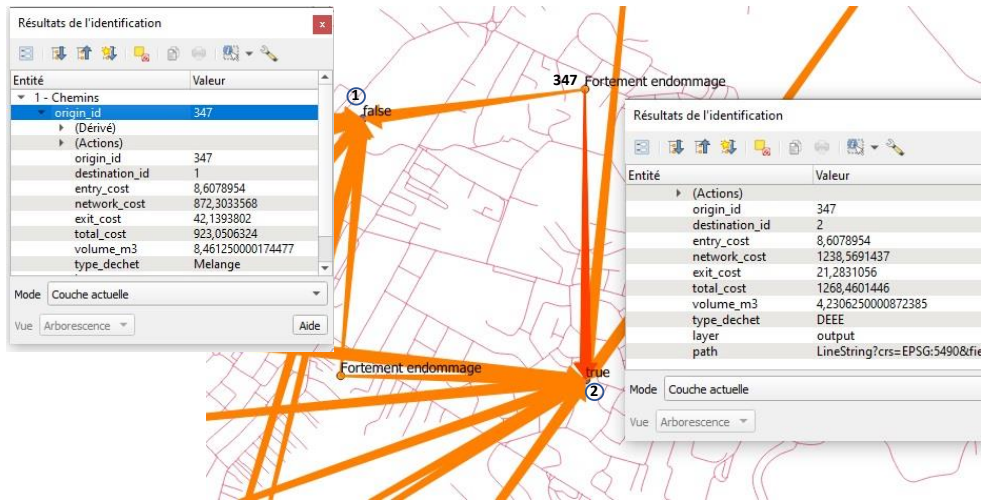 Résultats de l'identification
x
Entité Valeur
1 - Chemins
origin_id 347
(Dérivé)
(Actions)
origin_id 347
destination_id 1
entry_cost 8,6078954
network_cost 872,3033568
exit_cost 42,1393802
total_cost 923,0506324
volume_m3 8,461250000174477
type_dechet Melange
Mode Couche actuelle
Vue Arborescence Aide
1
false
347 Fortement endommage
Fortement endommage
true
2
Résultats de l'identification
Entité Valeur
(Actions)
origin_id 347
destination_id 2
entry_cost 8,6078954
network_cost 1238,5691437
exit_cost 21,2831056
total_cost 1268,4601446
volume_m3 4,2306250000872385
type_dechet DEEE
layer output
path LineString?crs=EPSG:5490&fie
Mode Couche actuelle
Vue Arborescence